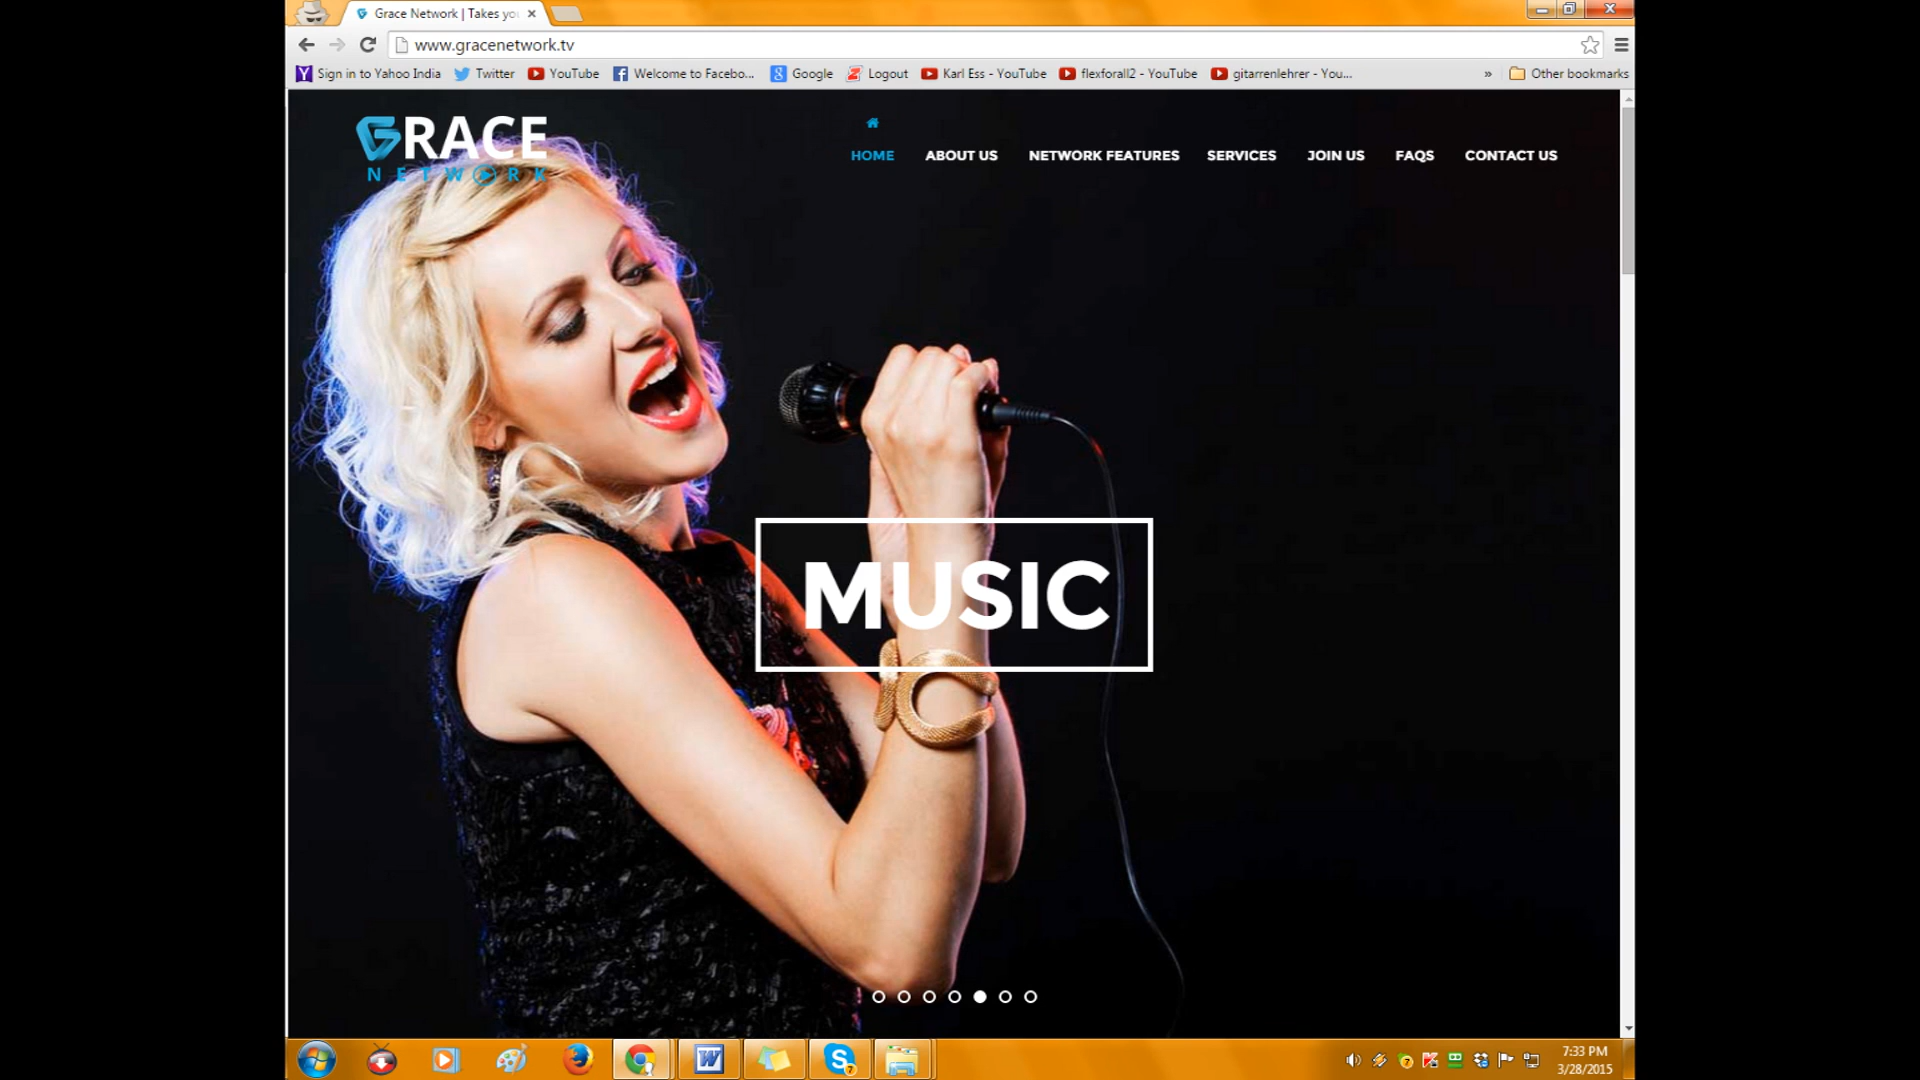 Grace Network | Takes you
www.gracenetwork.tv
Sign in to Yahoo India Twitter YouTube Welcome to Facebo... Google Logout Karl Ess - YouTube flexforall2 - YouTube gitarrenlehrer - You... » Other bookmarks
GRACE
NETWORK
HOME ABOUT US NETWORK FEATURES SERVICES JOIN US FAQS CONTACT US
MUSIC
7:33 PM
3/28/2015